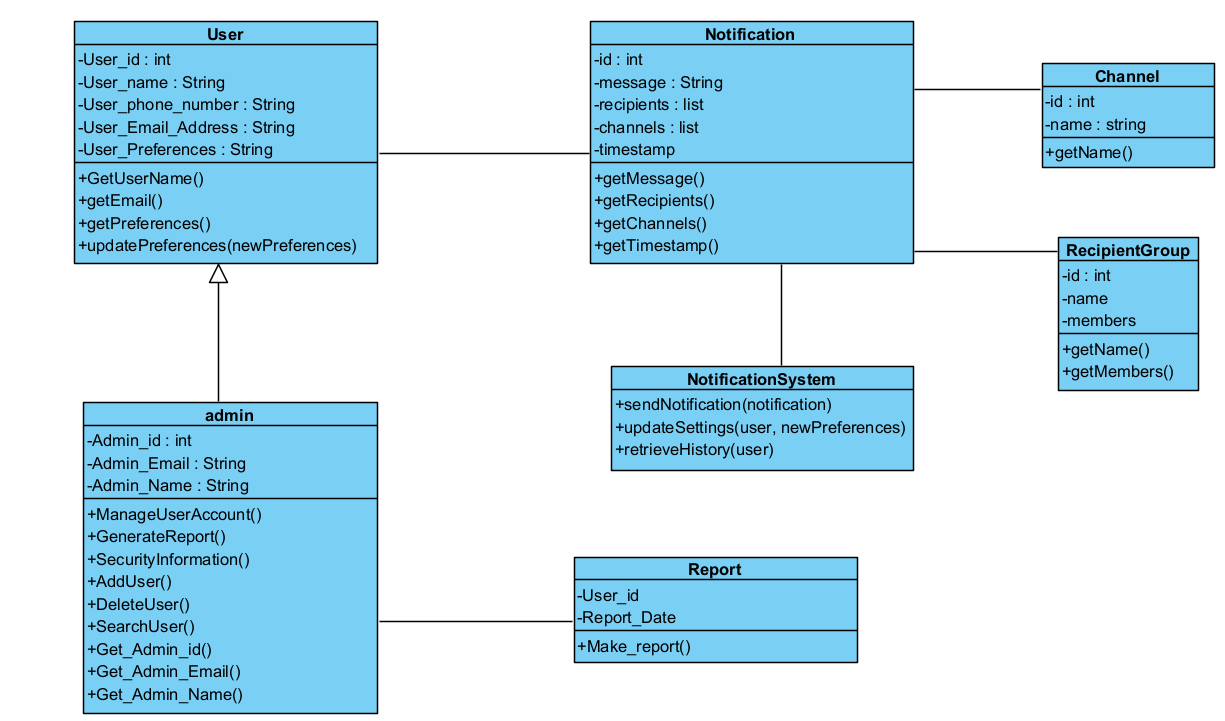 User
-User_id : int
-User_name : String
-User_phone_number : String
-User_Email_Address : String
-User_Preferences : String
+GetUserName()
+getEmail()
+getPreferences()
+updatePreferences(newPreferences)
Notification
-id : int
-message : String
-recipients : list
-channels : list
-timestamp
+getMessage()
+getRecipients()
+getChannels()
+getTimestamp()
Channel
-id : int
-name : string
+getName()
RecipientGroup
-id : int
-name
-members
+getName()
+getMembers()
NotificationSystem
+sendNotification(notification)
+updateSettings(user, newPreferences)
+retrieveHistory(user)
admin
-Admin_id : int
-Admin_Email : String
-Admin_Name : String
+ManageUserAccount()
+GenerateReport()
+SecurityInformation()
+AddUser()
+DeleteUser()
+SearchUser()
+Get_Admin_id()
+Get_Admin_Email()
+Get_Admin_Name()
Report
-User_id
-Report_Date
+Make_report()